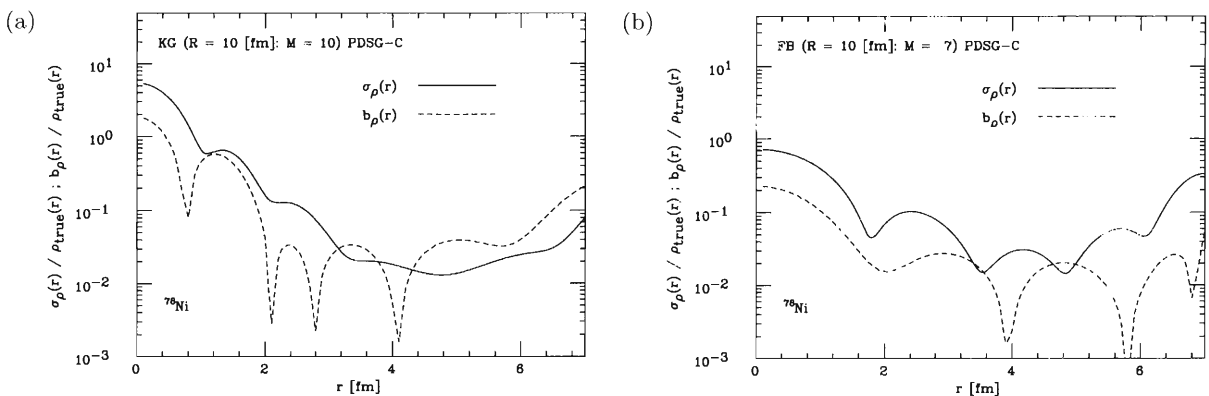 (a)
KG (R = 10 [fm]: M = 10) PDSG-C
σρ(r)
bρ(r)
σρ(r) / ρtrue(r) ; bρ(r) / ρtrue(r)
10¹
10⁰
10⁻¹
10⁻²
10⁻³
⁷⁸Ni
0 2 4 6
r [fm]
(b)
FB (R = 10 [fm]: M = 7) PDSG-C
σρ(r)
bρ(r)
σρ(r) / ρtrue(r) ; bρ(r) / ρtrue(r)
10¹
10⁰
10⁻¹
10⁻²
10⁻³
⁷⁸Ni
0 2 4 6
r [fm]